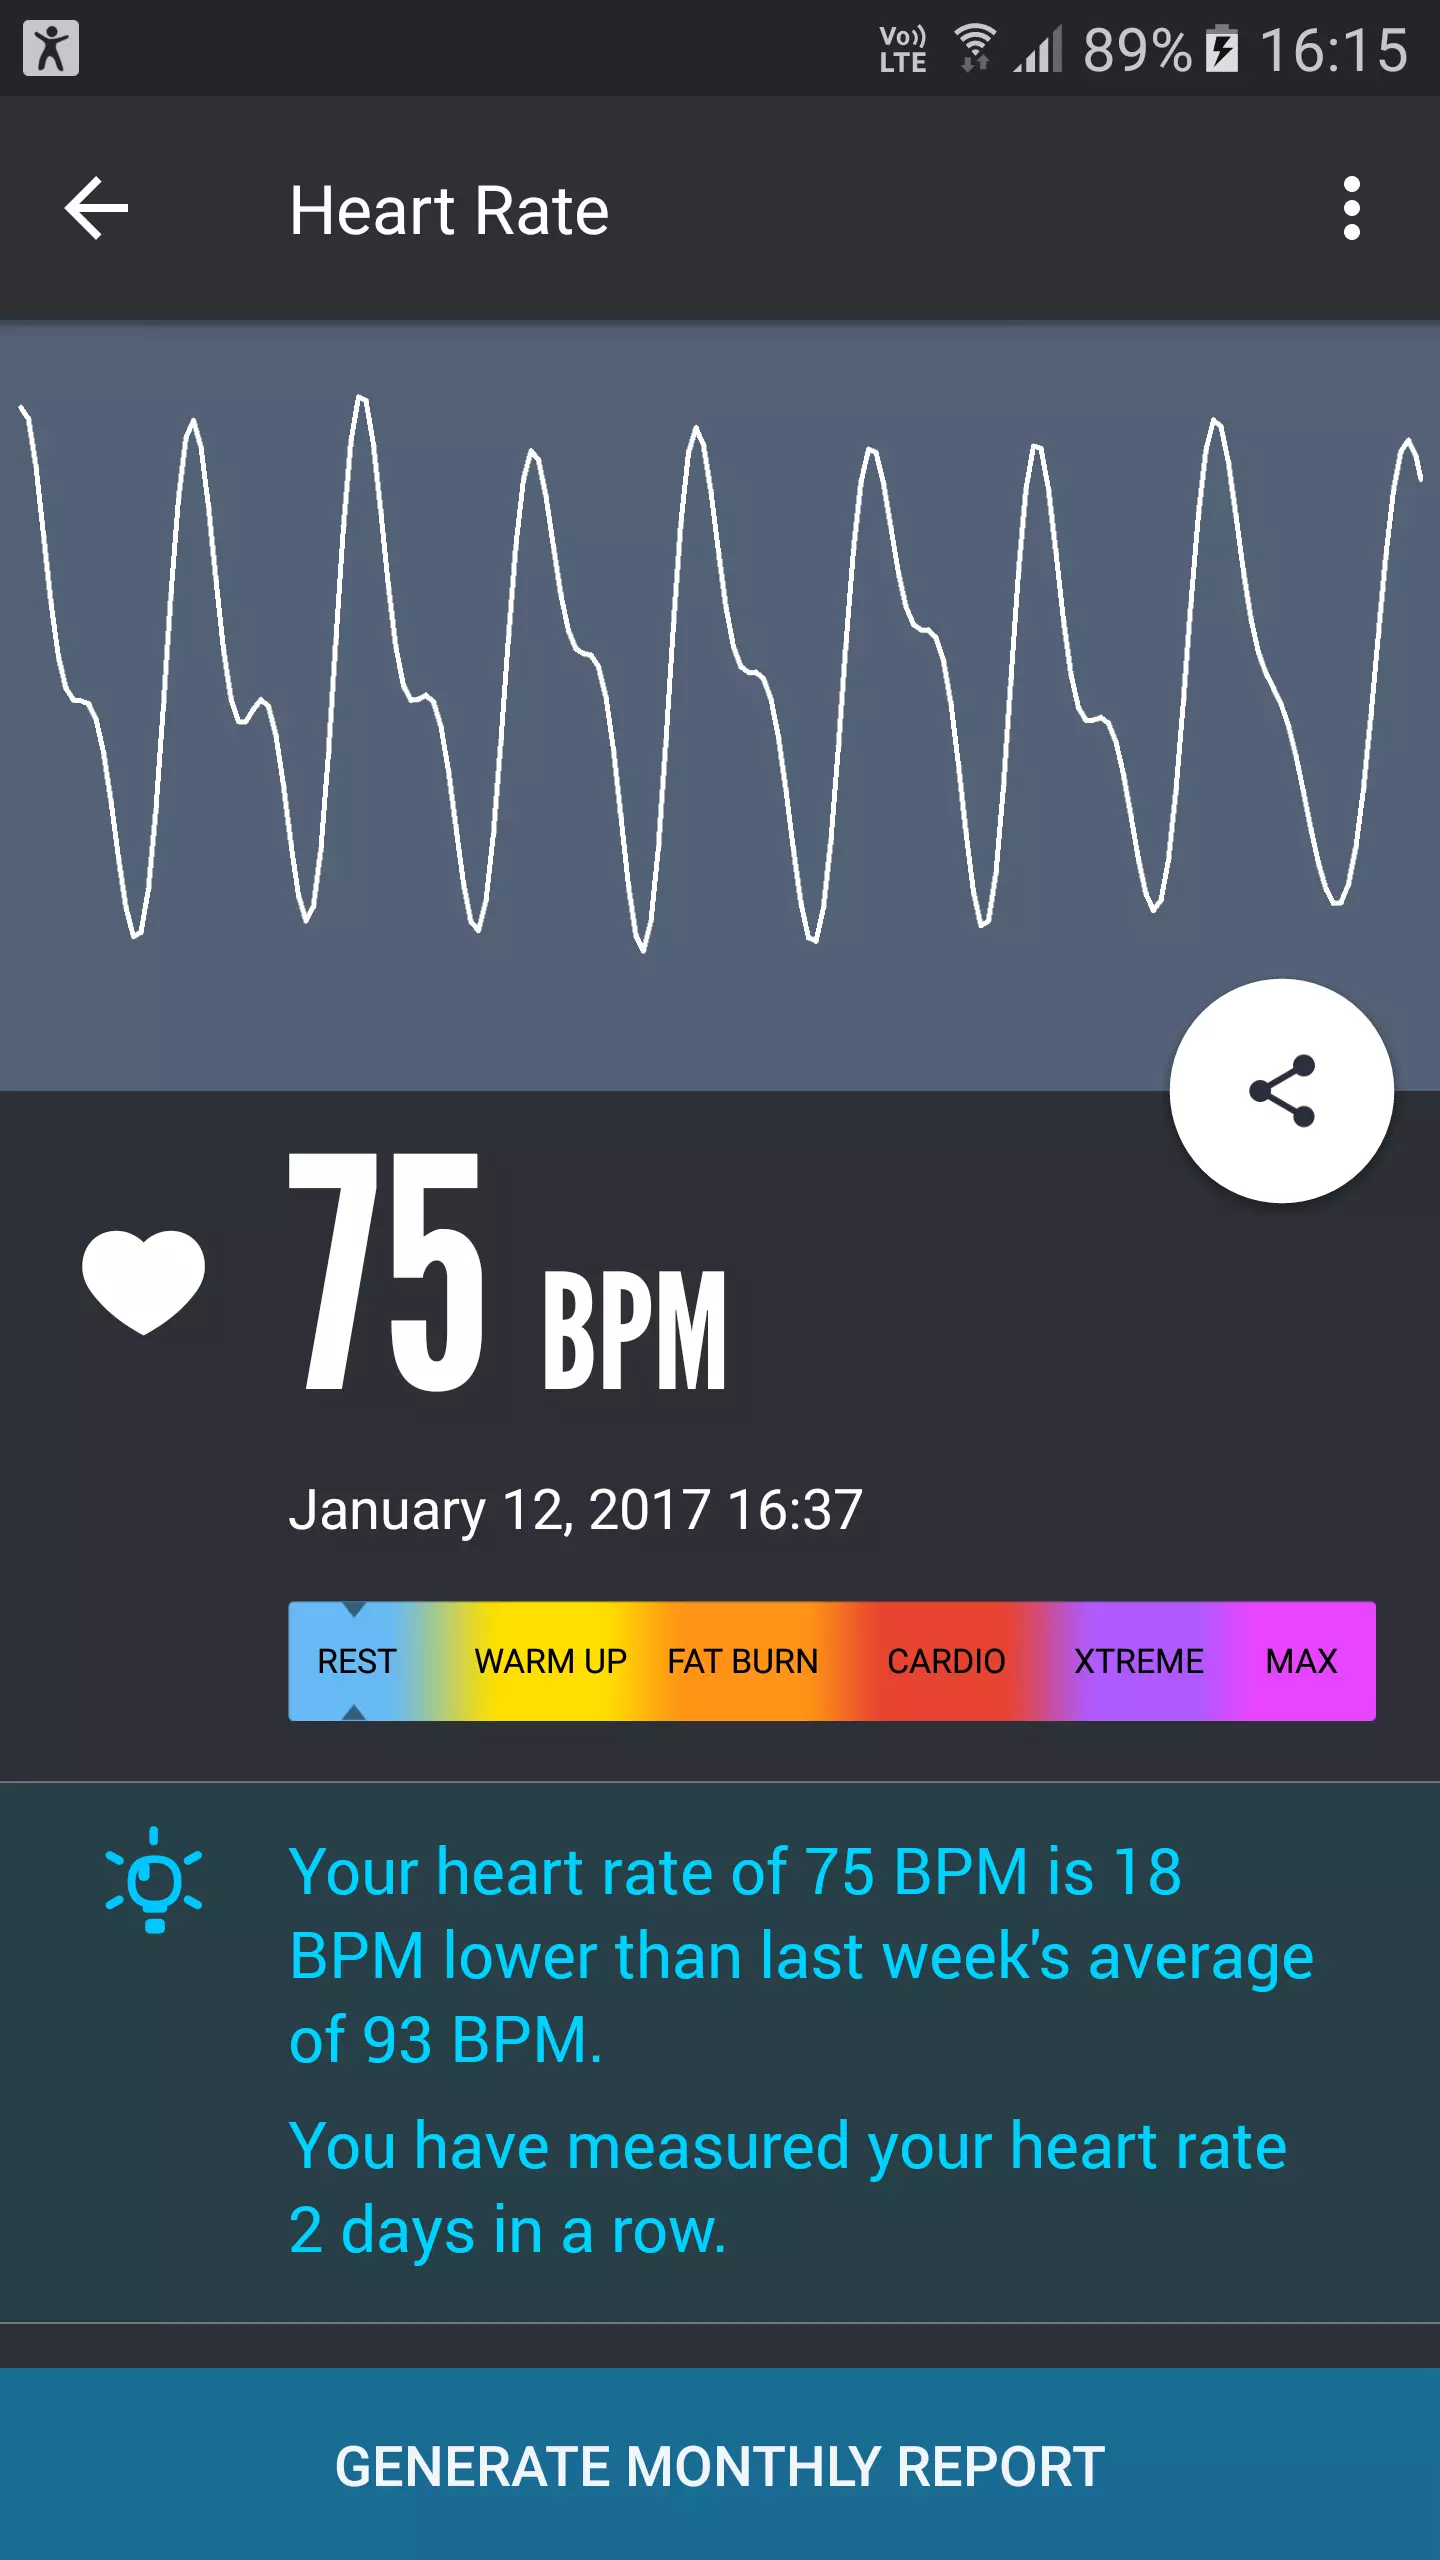 Vo)) LTE 89% 16:15
Heart Rate
75 BPM
January 12, 2017 16:37
REST WARM UP FAT BURN CARDIO XTREME MAX
Your heart rate of 75 BPM is 18
BPM lower than last week's average
of 93 BPM.
You have measured your heart rate
2 days in a row.
GENERATE MONTHLY REPORT